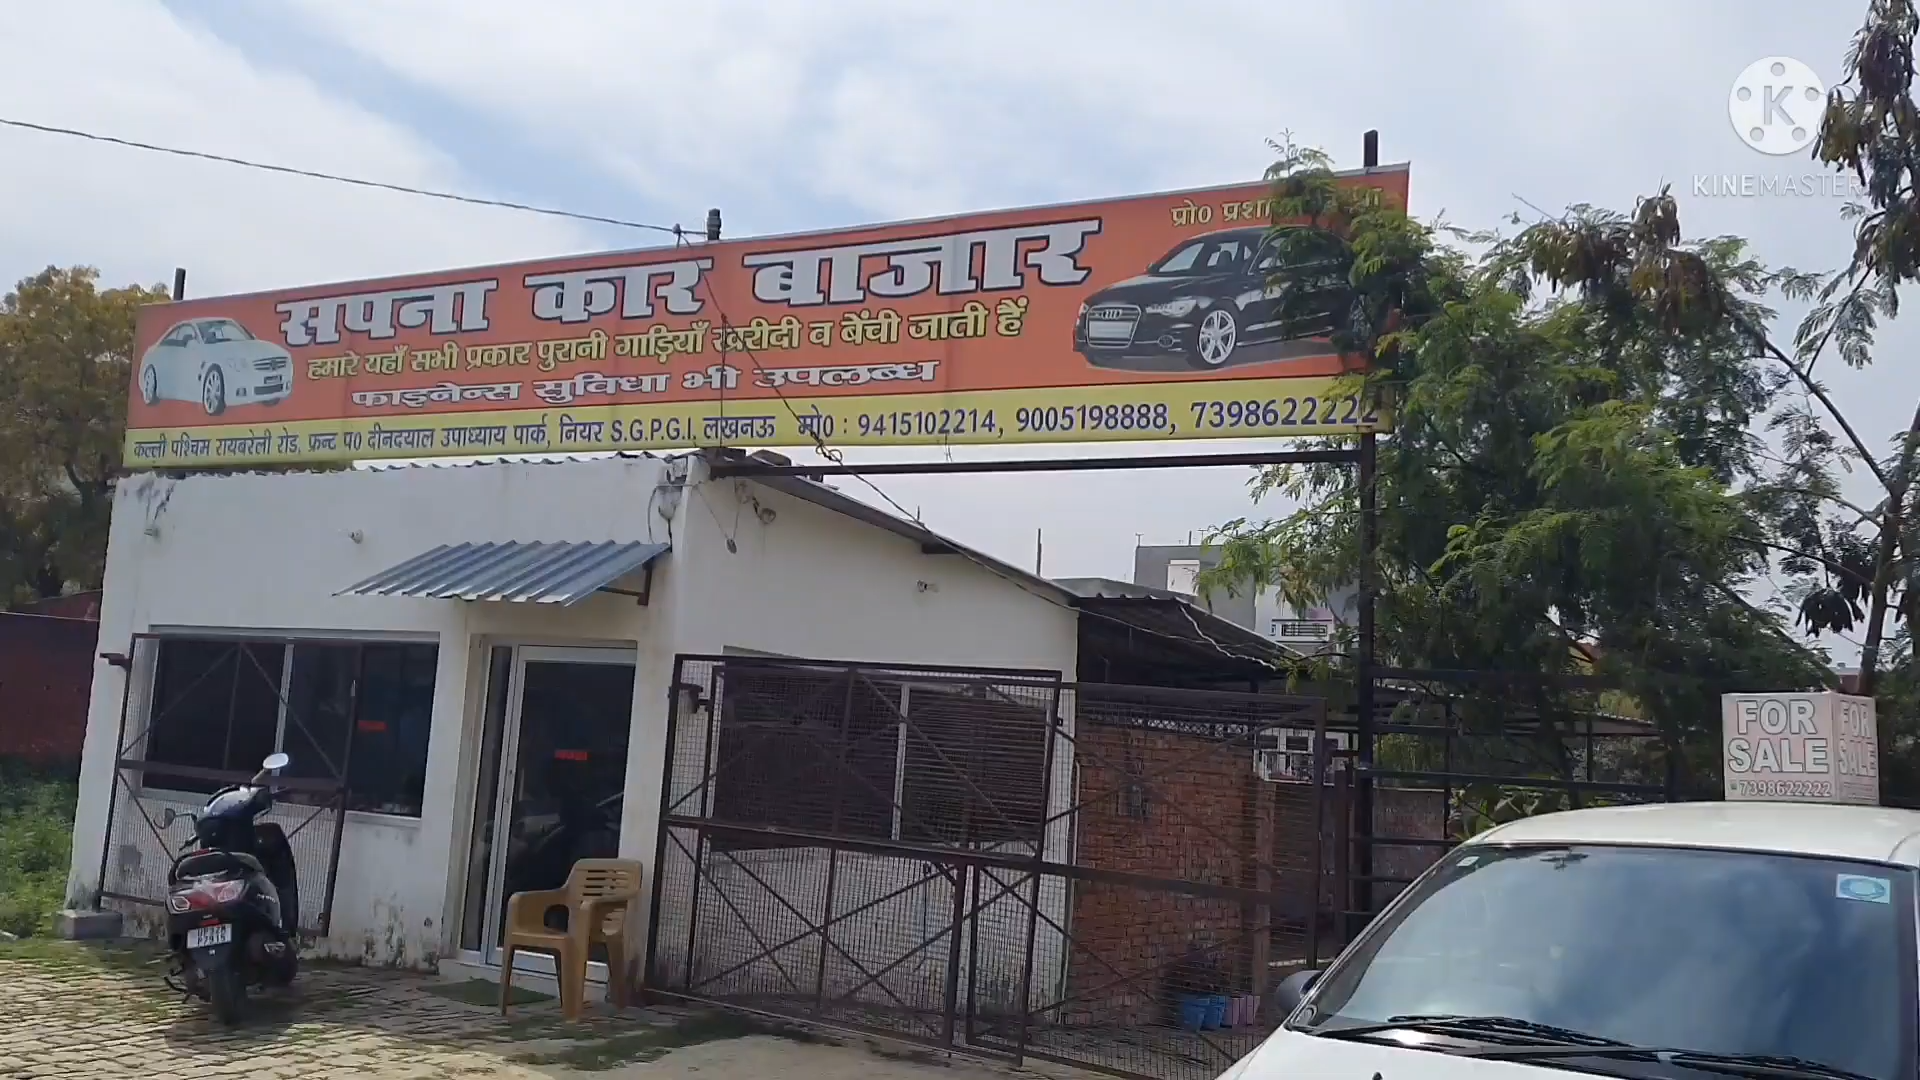 प्रो0
सपना कार बाजार
हमारे यहाँ सभी प्रकार पुरानी गाड़ियाँ खरीदी व बेंची जाती हैं
फाइनेन्स सुविधा भी उपलब्ध
कल्ली पश्चिम रायबरेली रोड, फ्रन्ट प0 दीनदयाल उपाध्याय पार्क, नियर S.G.P.G.I. लखनऊ मो0 : 9415102214, 9005198888, 7398622222
FOR SALE
7398622222
FOR SALE
KINEMASTER